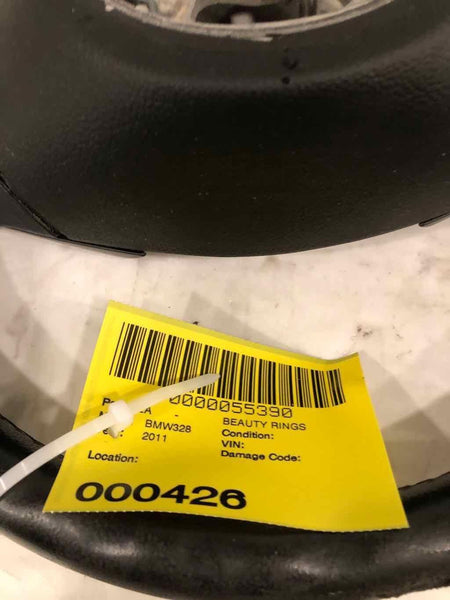 0000055390
A - BEAUTY RINGS
BMW328 Condition:
2011 VIN:
Location: Damage Code:
000426